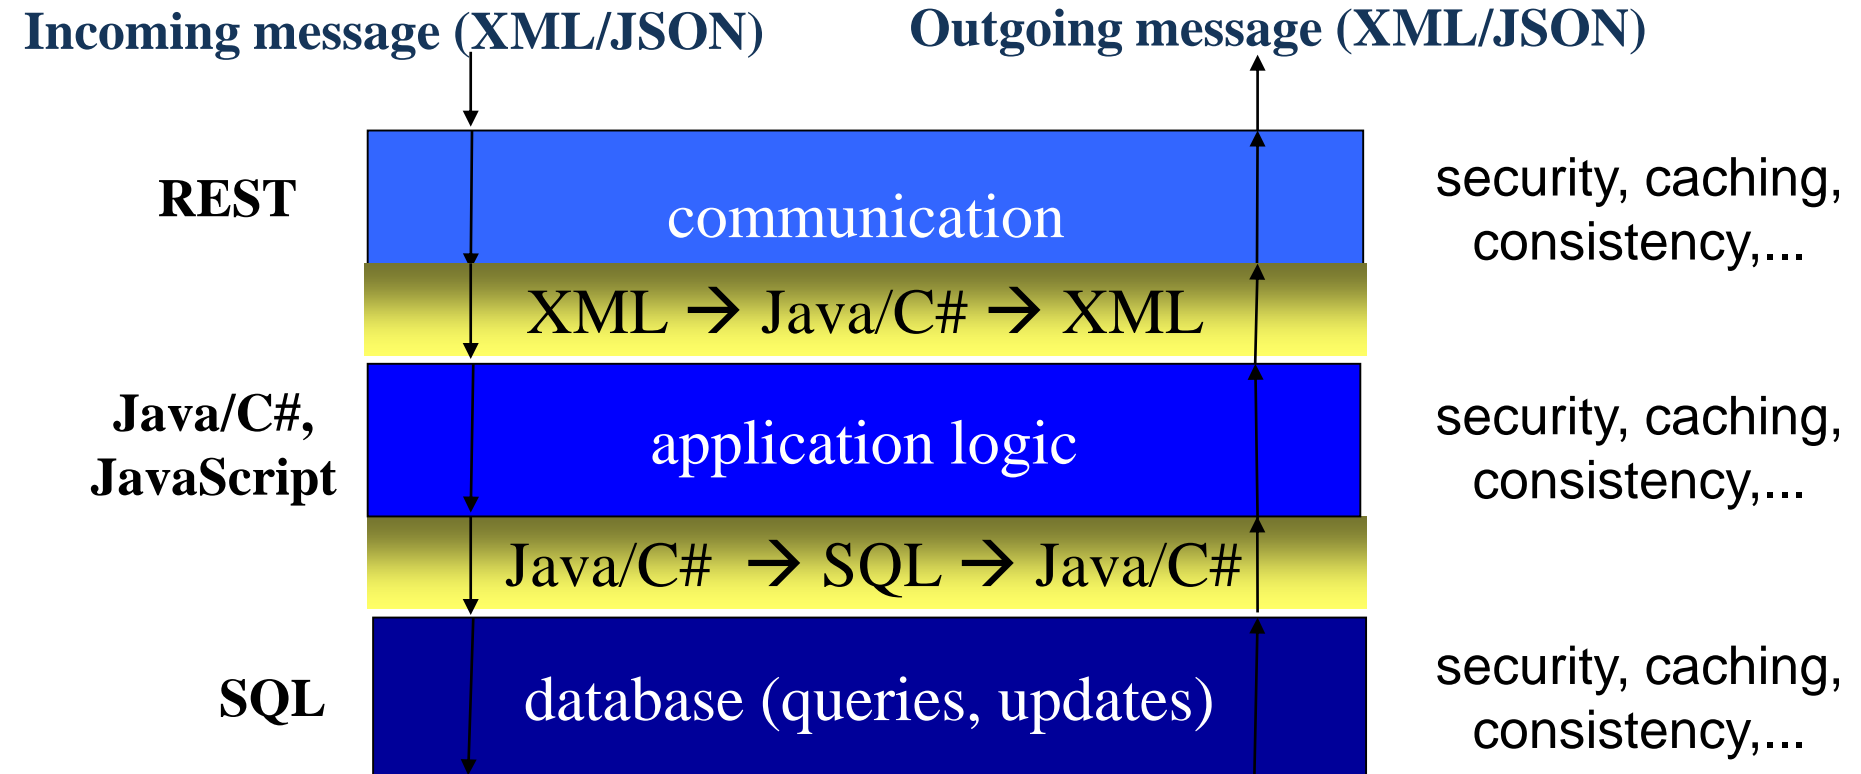 Incoming message (XML/JSON)
Outgoing message (XML/JSON)
REST
communication
security, caching,
consistency,...
XML → Java/C# → XML
Java/C#,
JavaScript
application logic
security, caching,
consistency,...
Java/C# → SQL → Java/C#
SQL
database (queries, updates)
security, caching,
consistency,...